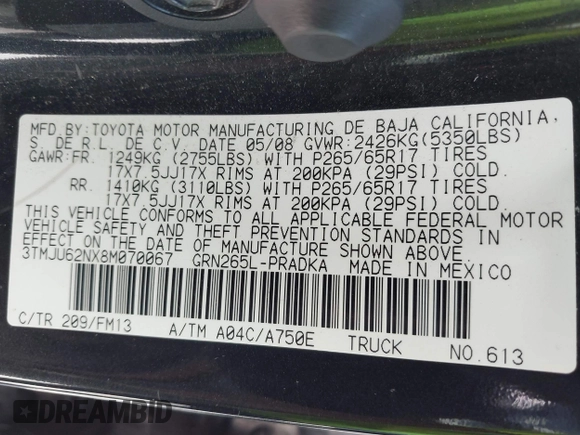 MFD.BY:TOYOTA MOTOR MANUFACTURING DE BAJA CALIFORNIA,
S. DE R.L. DE C.V. DATE 05/08 GVWR:2426KG(5350LBS)
GAWR:FR. 1249KG (2755LBS) WITH P265/65R17 TIRES
17X7.5JJ17X RIMS AT 200KPA (29PSI) COLD.
RR. 1410KG (3110LBS) WITH P265/65R17 TIRES
17X7.5JJ17X RIMS AT 200KPA (29PSI) COLD.
THIS VEHICLE CONFORMS TO ALL APPLICABLE FEDERAL MOTOR
VEHICLE SAFETY AND THEFT PREVENTION STANDARDS IN
EFFECT ON THE DATE OF MANUFACTURE SHOWN ABOVE.
3TMJU62NX8M070067 GRN265L-PRADKA MADE IN MEXICO
C/TR 209/FM13 A/TM A04C/A750E TRUCK NO.613
DREAMBID